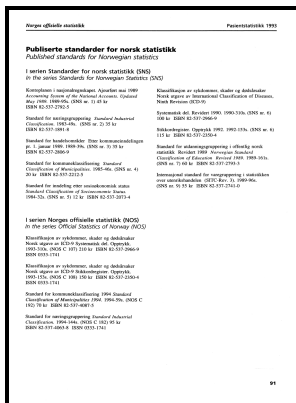 Norges offisielle statistikk
Pasientstatistikk 1993
Publiserte standarder for norsk statistikk
Published standards for Norwegian statistics
I serien Standarder for norsk statistikk (SNS)
In the series Standards for Norwegian Statistics (SNS)
Kontoplanen i nasjonalregnskapet. Ajourført mai 1989
Accounting System of the National Accounts. Updated
May 1989. 1989-95s. (SNS nr. 1) 45 kr
ISBN 82-537-2792-5
Standard for næringsgruppering. Standard Industrial
Classification. 1983-49s. (SNS nr. 2) 35 kr
ISBN 82-537-1891-8
Standard for handelsområder. Etter kommuneinndelingen
pr. 1. januar 1989. 1989-39s. (SNS nr. 3) 35 kr
ISBN 82-537-2806-9
Standard for kommuneklassifisering. Standard
Classification of Municipalities. 1985-46s. (SNS nr. 4)
20 kr ISBN 82-537-2212-5
Standard for inndeling etter sosioøkonomisk status
Standard Classification of Socioeconomic Status.
1984-32s. (SNS nr. 5) 12 kr ISBN 82-537-2073-4
Klassifikasjon av sykdommer, skader og dødsårsaker
Norsk utgave av International Classification of Diseases,
Ninth Revision (ICD-9)
Systematisk del. Revidert 1990. 1990-310s. (SNS nr. 6)
100 kr ISBN 82-537-2966-9
Stikkordregister. Opptrykk 1992. 1992-153s. (SNS nr. 6)
115 kr ISBN 82-537-2350-4
Standard for utdanningsgruppering i offentlig norsk
statistikk. Revidert 1989 Norwegian Standard
Classification of Education Revised 1989. 1989-161s.
(SNS nr. 7) 60 kr ISBN 82-537-2793-3
Internasjonal standard for varegruppering i statistikken
over utenrikshandelen (SITC-Rev. 3). 1989-96s.
(SNS nr. 9) 55 kr ISBN 82-537-2741-0
I serien Norges offisielle statistikk (NOS)
In the series Official Statistics of Norway (NOS)
Klassifikasjon av sykdommer, skader og dødsårsaker
Norsk utgave av ICD-9 Systematisk del. Opptrykk.
1993-310s. (NOS C 107) 210 kr ISBN 82-537-2966-9
ISSN 0333-1741
Klassifikasjon av sykdommer, skader og dødsårsaker
Norsk utgave av ICD-9 Stikkordregister. Opptrykk.
1993-153s. (NOS C 108) 150 kr ISBN 82-537-2350-4
ISSN 0333-1741
Standard for kommuneklassifisering 1994 Standard
Classification of Municipalities 1994. 1994-59s. (NOS C
192) 70 kr ISBN 82-537-4087-5
Standard for næringsgruppering Standard Industrial
Classification. 1994-144s. (NOS C 182) 95 kr
ISBN 82-537-4063-8 ISSN 0333-1741
91